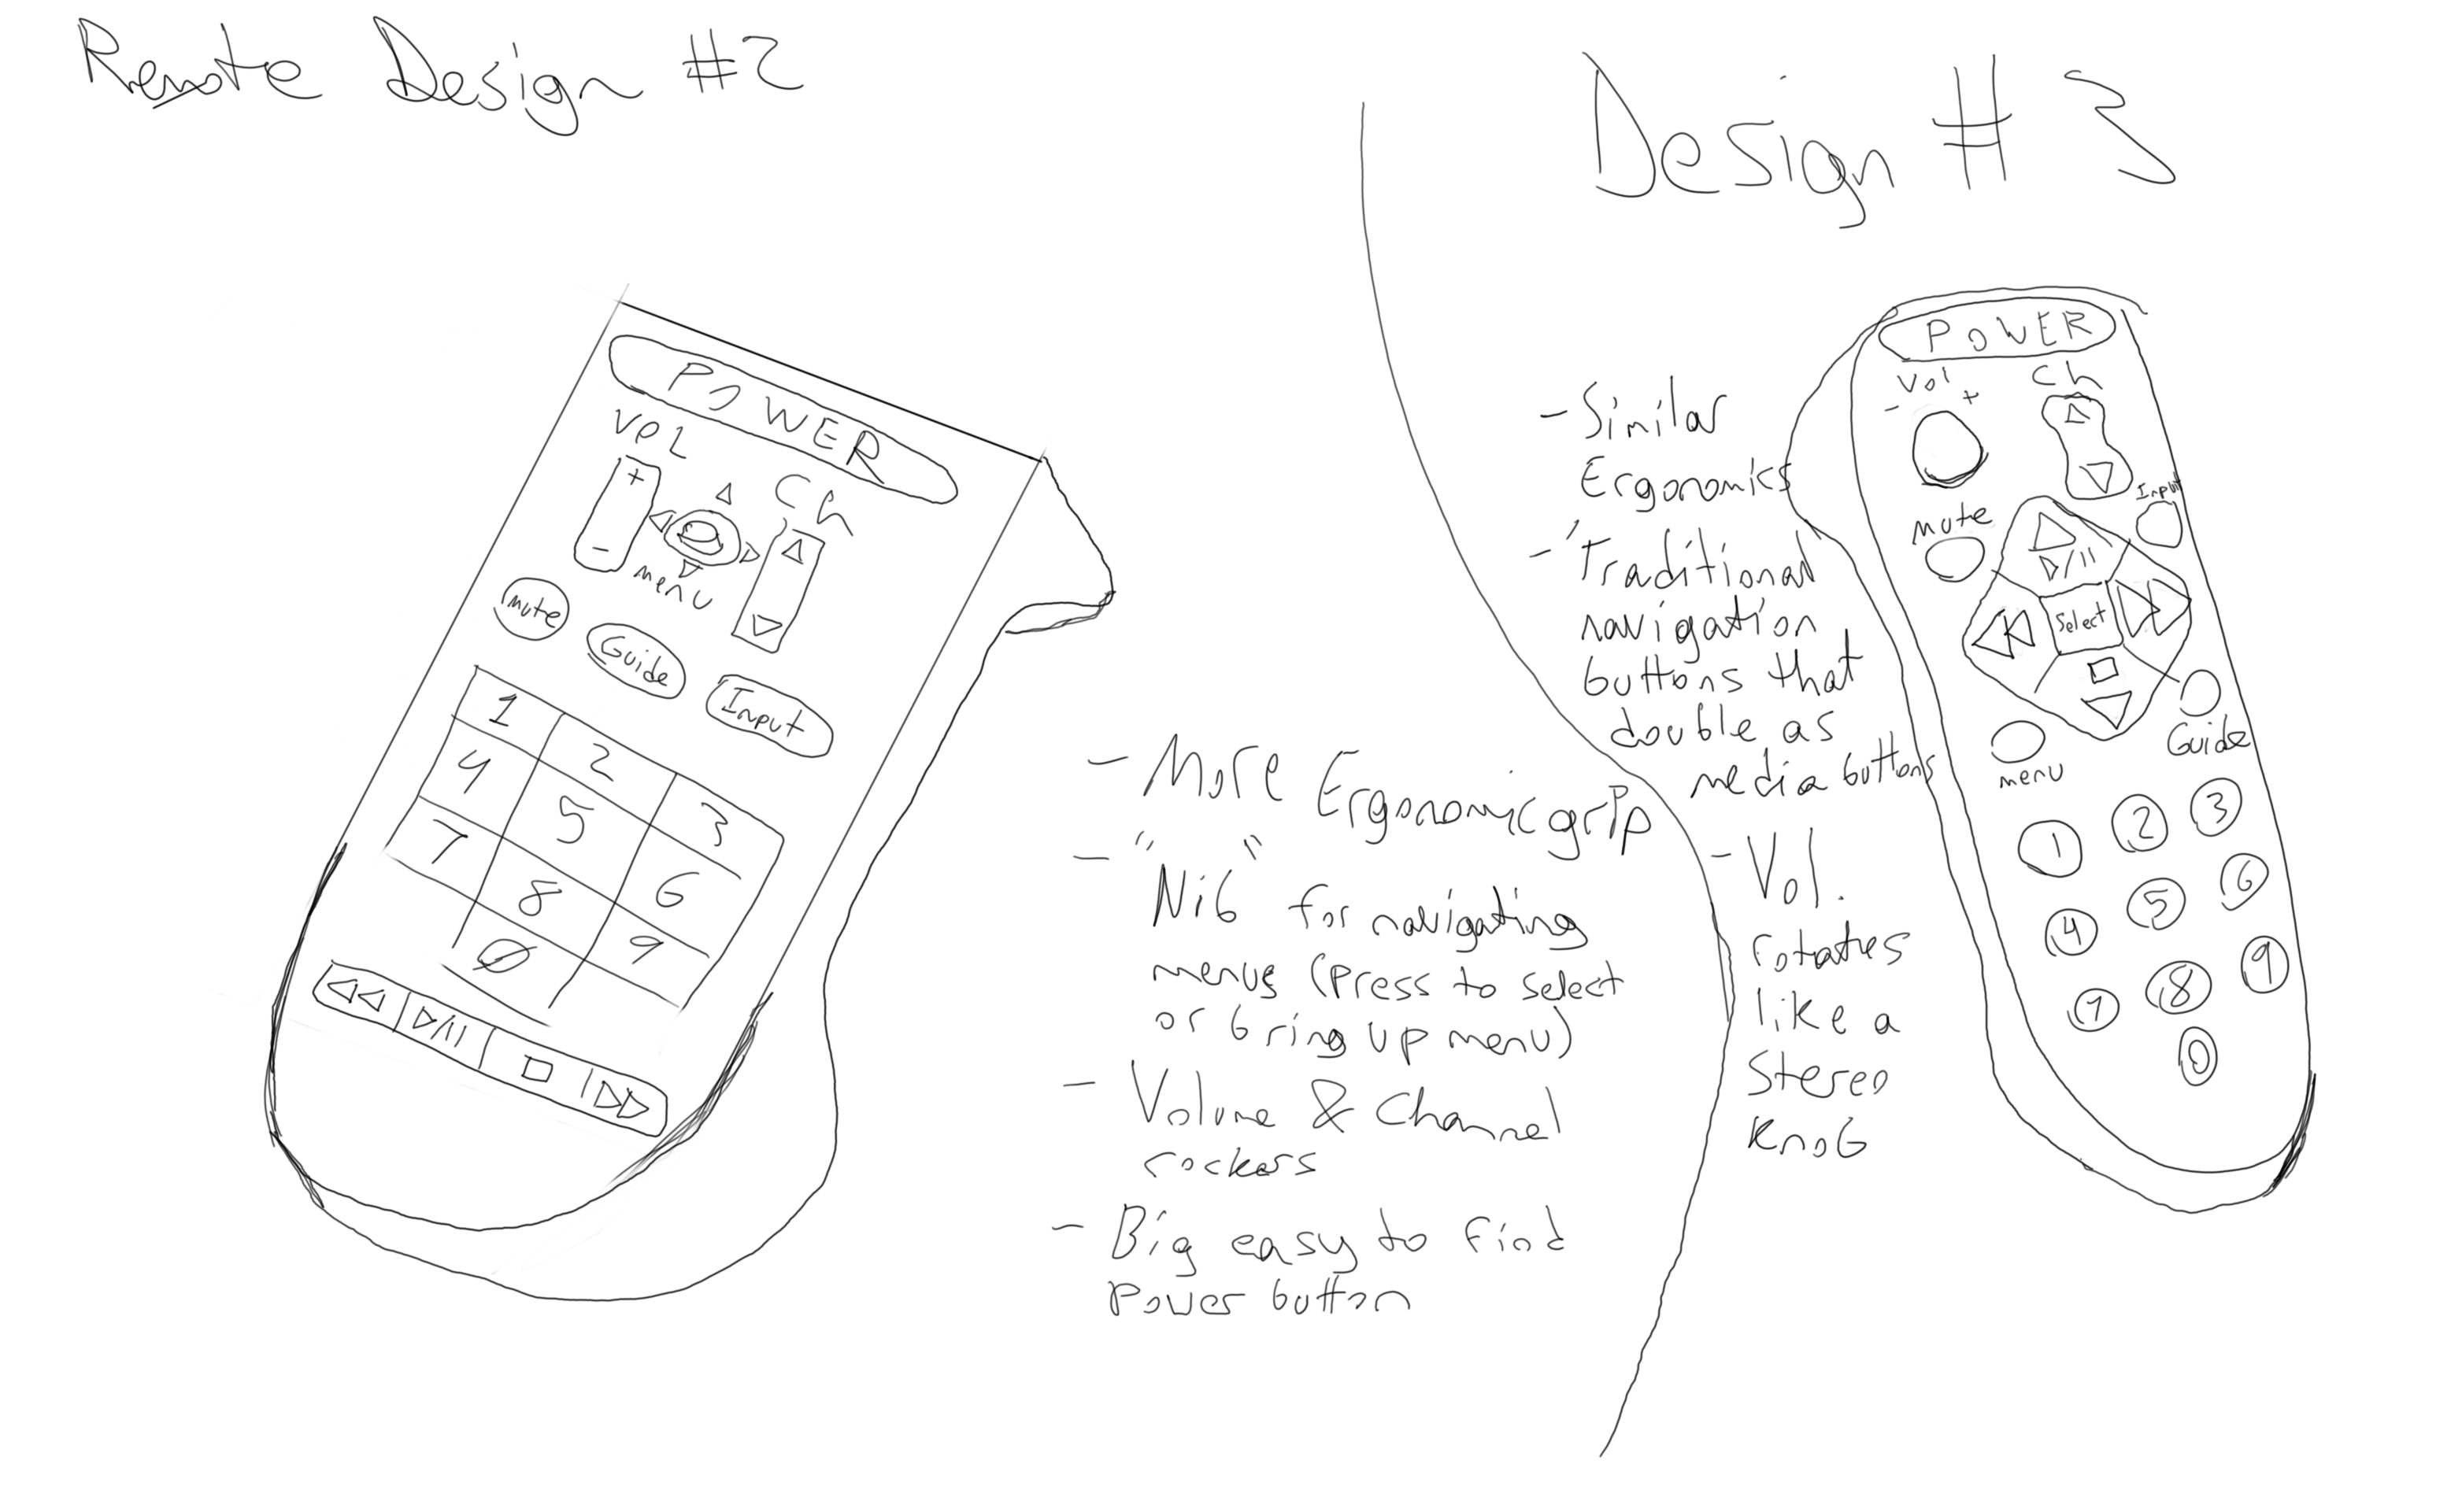 Remote Design #2
POWER
VOL
Ch
+
-
menu
Mute
Guide
Input
1 2 3
4 5 6
7 8 9
0
- More Ergonomic grip
- "Nib" for navigating
menus (press to select
or bring up menu)
- Volume & Channel
rockers
- Big easy to find
Power button
Design #3
- Similar
Ergonomics
- Traditional
navigation
buttons that
double as
media buttons
- Vol.
rotates
like a
stereo
knob
POWER
Vol
Ch
- +
Input
Mute
Select
Guide
menu
1 2 3
4 5 6
7 8 9
0